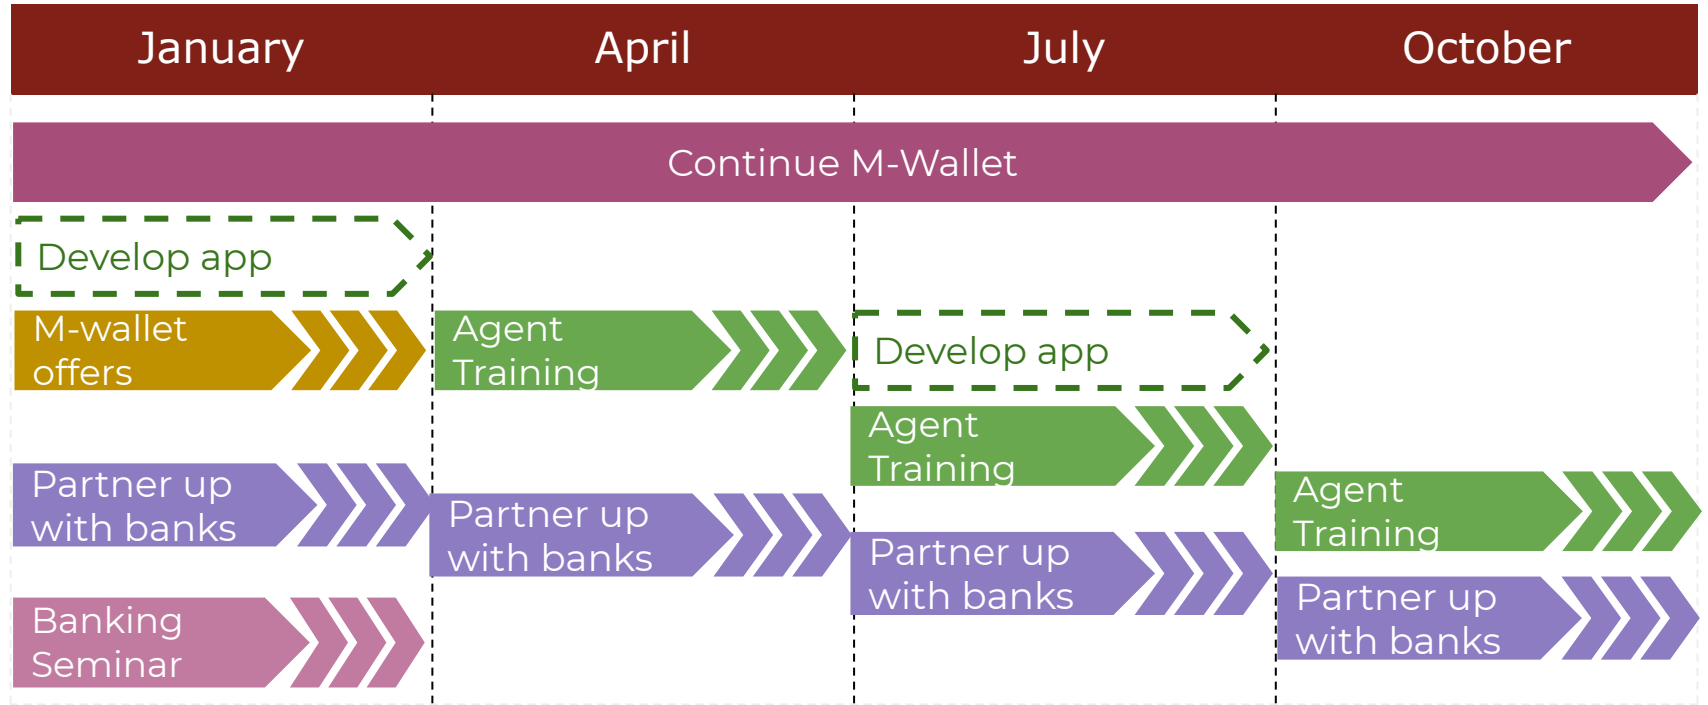 January
April
July
October
Continue M-Wallet
Develop app
M-wallet
offers
Agent
Training
Develop app
Agent
Training
Partner up
with banks
Partner up
with banks
Agent
Training
Partner up
with banks
Partner up
with banks
Banking
Seminar